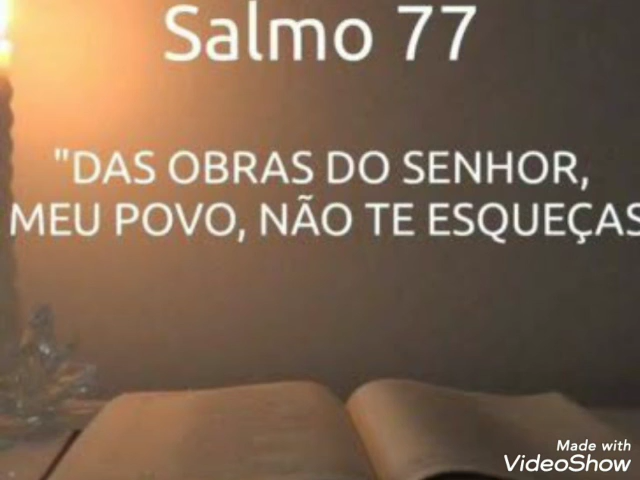 Salmo 77
"DAS OBRAS DO SENHOR,
MEU POVO, NÃO TE ESQUEÇAS
Made with
VideoShow